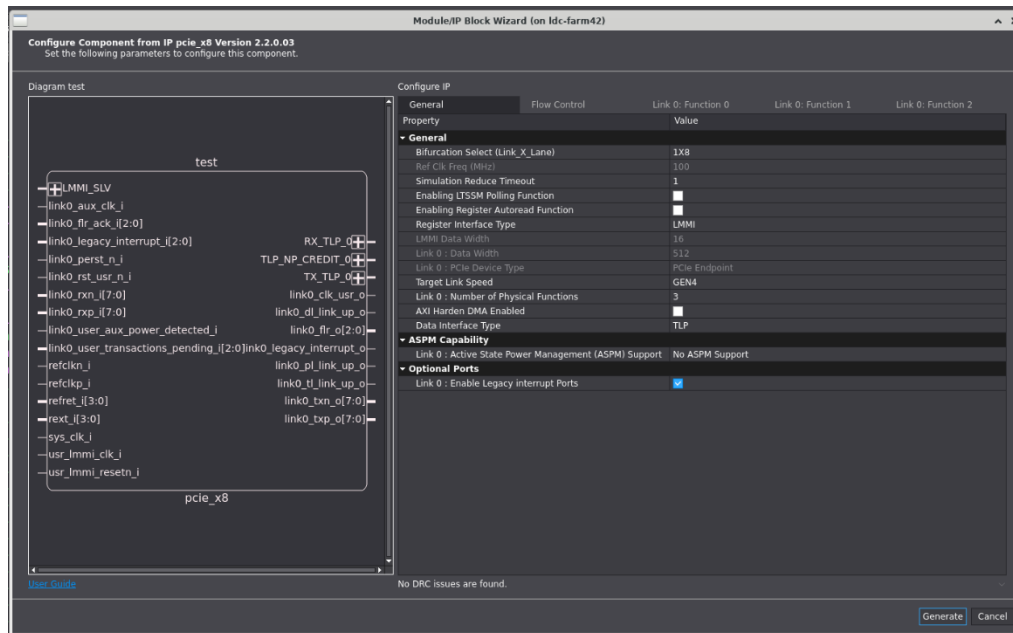 Module/IP Block Wizard (on ldc-farm42)
Configure Component from IP pcie_x8 Version 2.2.0.03
Set the following parameters to configure this component.
Diagram test
test
LMMI_SLV
link0_aux_clk_i
link0_flr_ack_i[2:0]
link0_legacy_interrupt_i[2:0] RX_TLP_0
link0_perst_n_i TLP_NP_CREDIT_0
link0_rst_usr_n_i TX_TLP_0
link0_rxn_i[7:0] link0_clk_usr_o
link0_rxp_i[7:0] link0_dl_link_up_o
link0_user_aux_power_detected_i link0_flr_o[2:0]
link0_user_transactions_pending_i[2:0]ink0_legacy_interrupt_o
refclkn_i link0_pl_link_up_o
refclkp_i link0_tl_link_up_o
refret_i[3:0] link0_txn_o[7:0]
rext_i[3:0] link0_txp_o[7:0]
sys_clk_i
usr_lmmi_clk_i
usr_lmmi_resetn_i
pcie_x8
User Guide
Configure IP
General Flow Control Link 0: Function 0 Link 0: Function 1 Link 0: Function 2
Property Value
General
Bifurcation Select (Link_X_Lane) 1X8
Ref Clk Freq (MHz) 100
Simulation Reduce Timeout 1
Enabling LTSSM Polling Function
Enabling Register Autoread Function
Register Interface Type LMMI
LMMI Data Width 16
Link 0 : Data Width 512
Link 0 : PCIe Device Type PCIe Endpoint
Target Link Speed GEN4
Link 0 : Number of Physical Functions 3
AXI Harden DMA Enabled
Data Interface Type TLP
ASPM Capability
Link 0 : Active State Power Management (ASPM) Support No ASPM Support
Optional Ports
Link 0 : Enable Legacy interrupt Ports
No DRC issues are found.
Generate Cancel